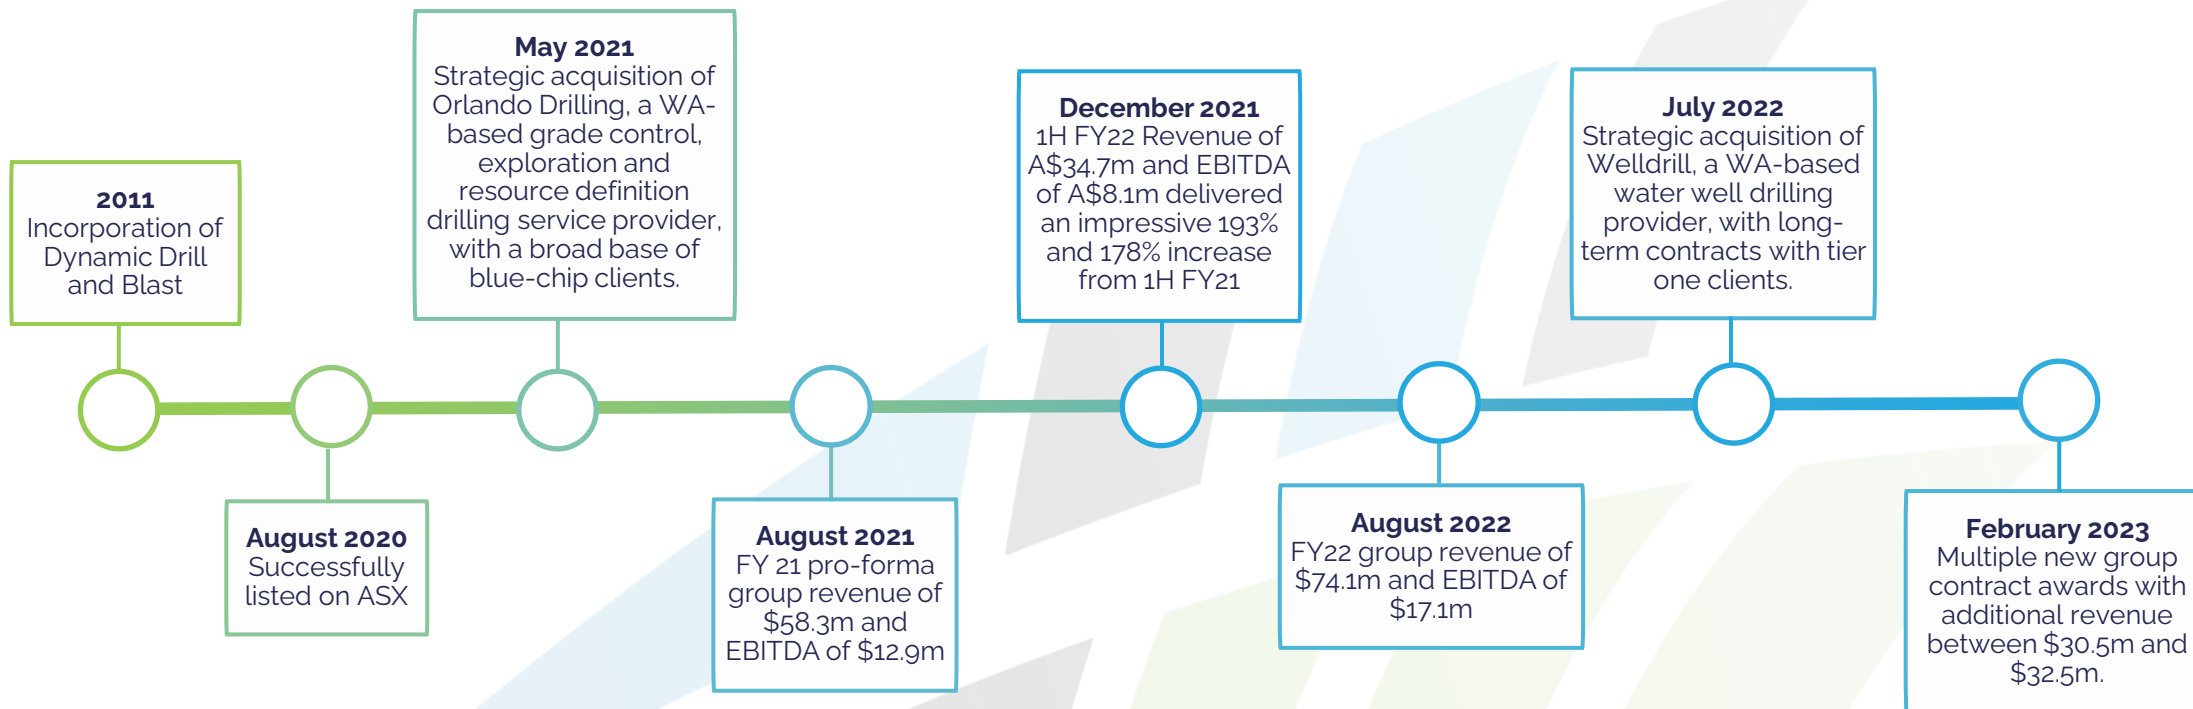 2011
Incorporation of
Dynamic Drill
and Blast
August 2020
Successfully
listed on ASX
May 2021
Strategic acquisition of
Orlando Drilling, a WA-
based grade control,
exploration and
resource definition
drilling service provider,
with a broad base of
blue-chip clients.
August 2021
FY 21 pro-forma
group revenue of
$58.3m and
EBITDA of $12.9m
December 2021
1H FY22 Revenue of
A$34.7m and EBITDA
of A$8.1m delivered
an impressive 193%
and 178% increase
from 1H FY21
August 2022
FY22 group revenue of
$74.1m and EBITDA of
$17.1m
July 2022
Strategic acquisition of
Welldrill, a WA-based
water well drilling
provider, with long-
term contracts with tier
one clients.
February 2023
Multiple new group
contract awards with
additional revenue
between $30.5m and
$32.5m.